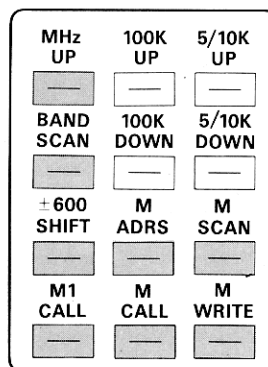 MHz 100K 5/10K
UP UP UP
BAND 100K 5/10K
SCAN DOWN DOWN
±600 M M
SHIFT ADRS SCAN
M1 M M
CALL CALL WRITE